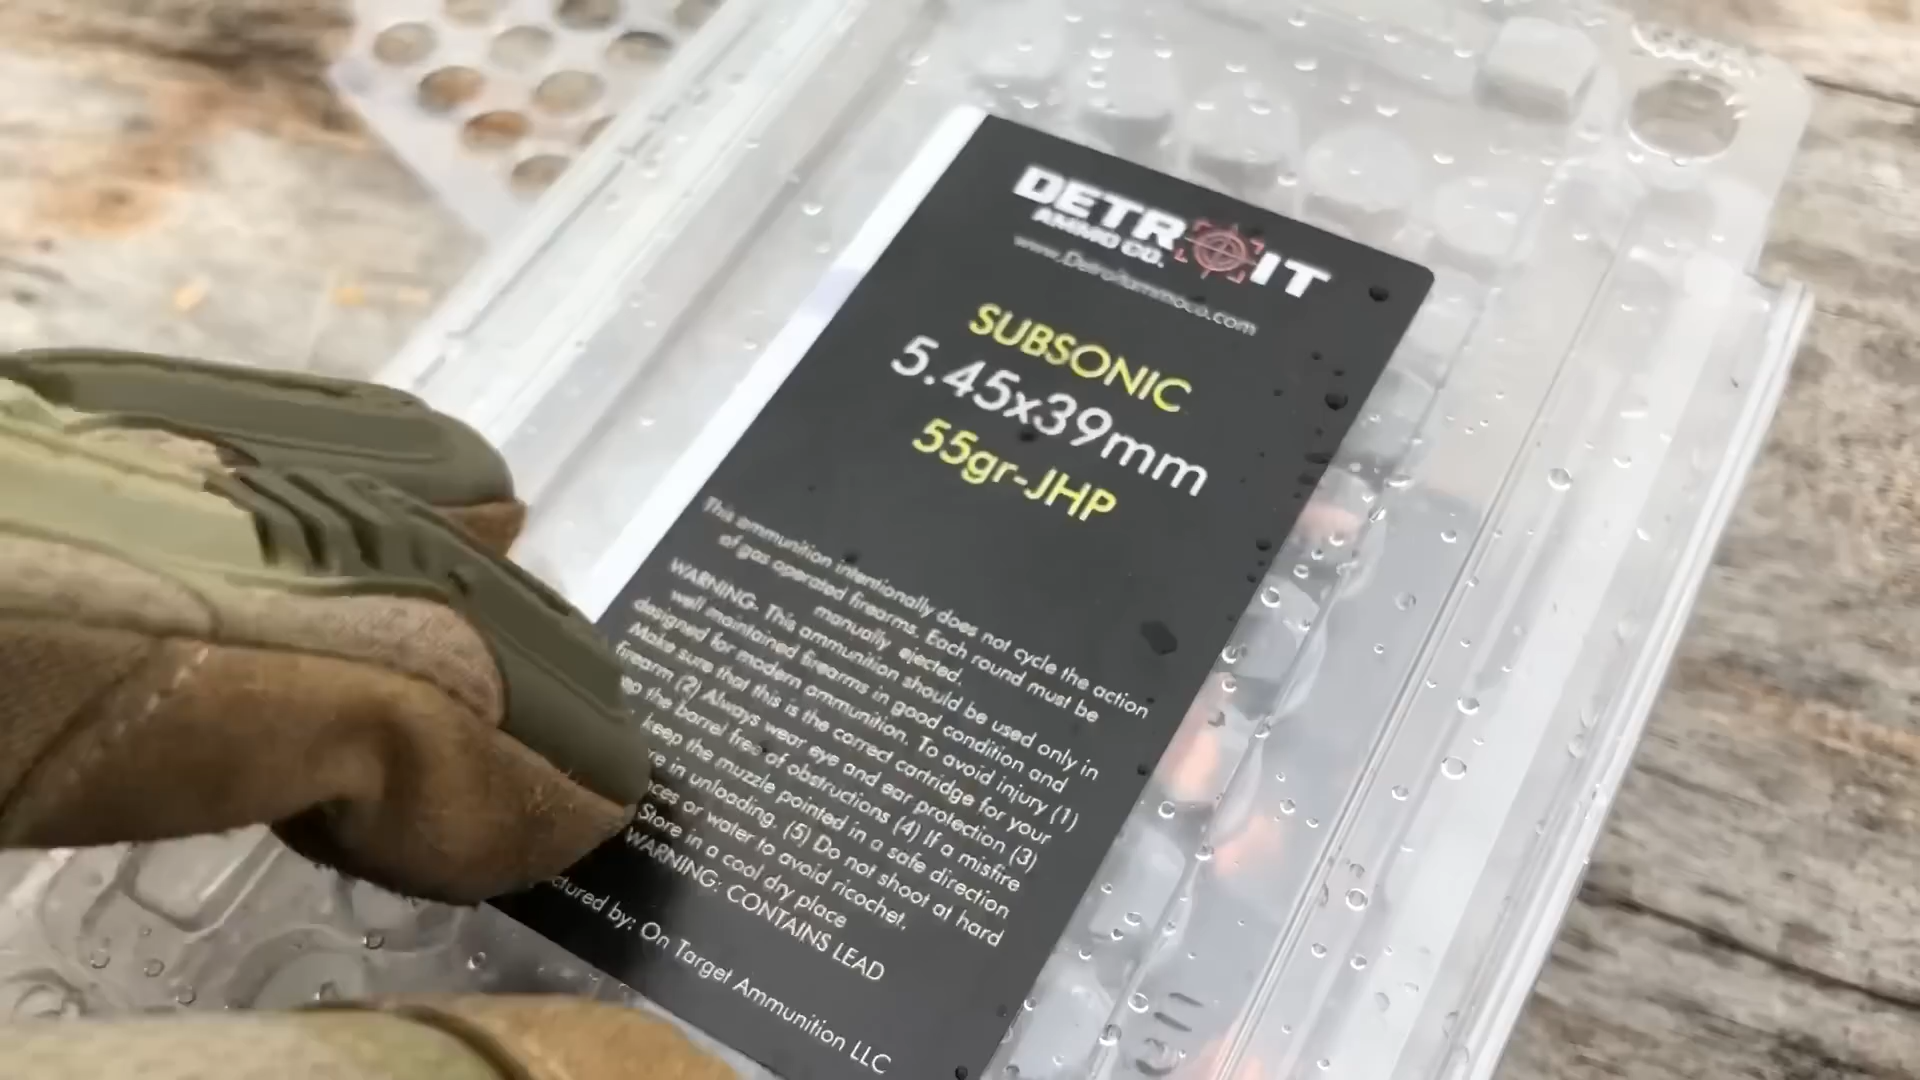 DETROIT
AMMO CO.
www.Detroitammoco.com
SUBSONIC
5.45x39mm
55gr-JHP
This ammunition intentionally does not cycle the action
of gas operated firearms. Each round must be
manually ejected.
WARNING. This ammunition should be used only in
well maintained firearms in good condition and
designed for modern ammunition. To avoid injury (1)
Make sure that this is the correct cartridge for your
firearm (2) Always wear eye and ear protection (3)
the barrel free of obstructions (4) If a misfire
keep the muzzle pointed in a safe direction
in unloading. (5) Do not shoot at hard
or water to avoid ricochet.
Store in a cool dry place
WARNING: CONTAINS LEAD
by: On Target Ammunition LLC